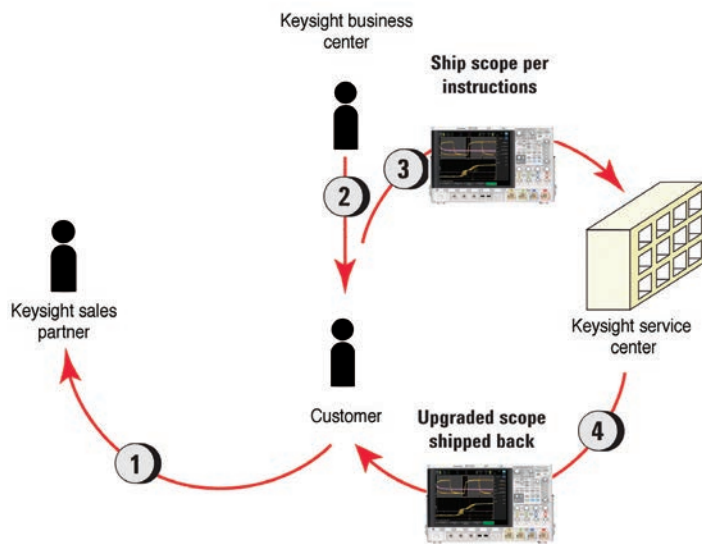 Keysight business
center
Ship scope per
instructions
3
2
Keysight sales
partner
Keysight service
center
Customer
Upgraded scope
shipped back
4
1